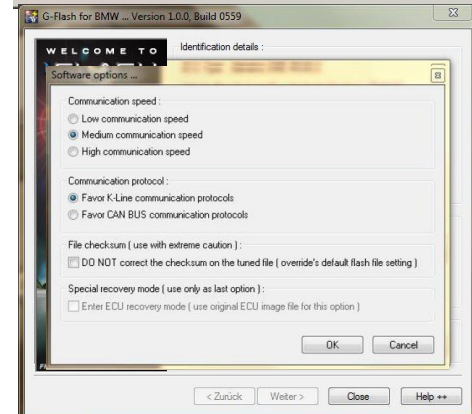 G-Flash for BMW ... Version 1.0.0, Build 0559
WELCOME TO
Identification details :
Software options ...
Communication speed :
Low communication speed
Medium communication speed
High communication speed
Communication protocol :
Favor K-Line communication protocols
Favor CAN BUS communication protocols
File checksum ( use with extreme caution ) :
DO NOT correct the checksum on the tuned file ( override's default flash file setting )
Special recovery mode ( use only as last option ) :
Enter ECU recovery mode ( use original ECU image file for this option )
OK
Cancel
< Zurück
Weiter >
Close
Help ++